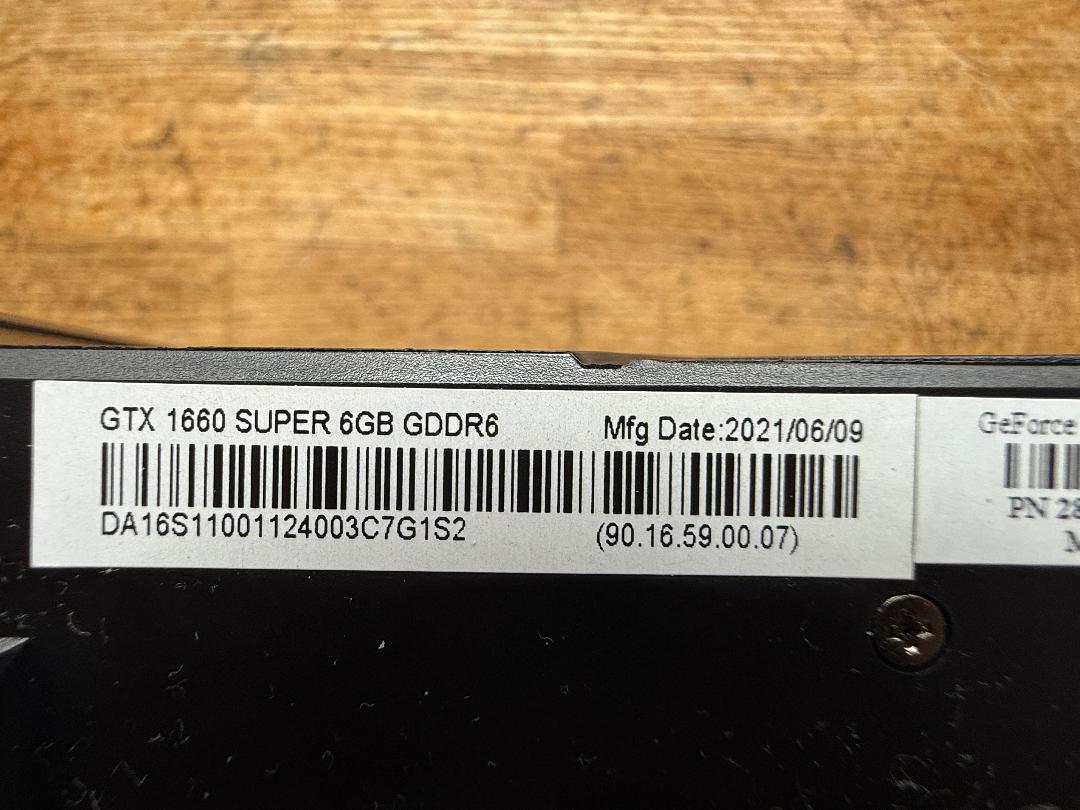 GTX 1660 SUPER 6GB GDDR6
Mfg Date:2021/06/09
DA16S11001124003C7G1S2
(90.16.59.00.07)
GeForce
PN 28
M